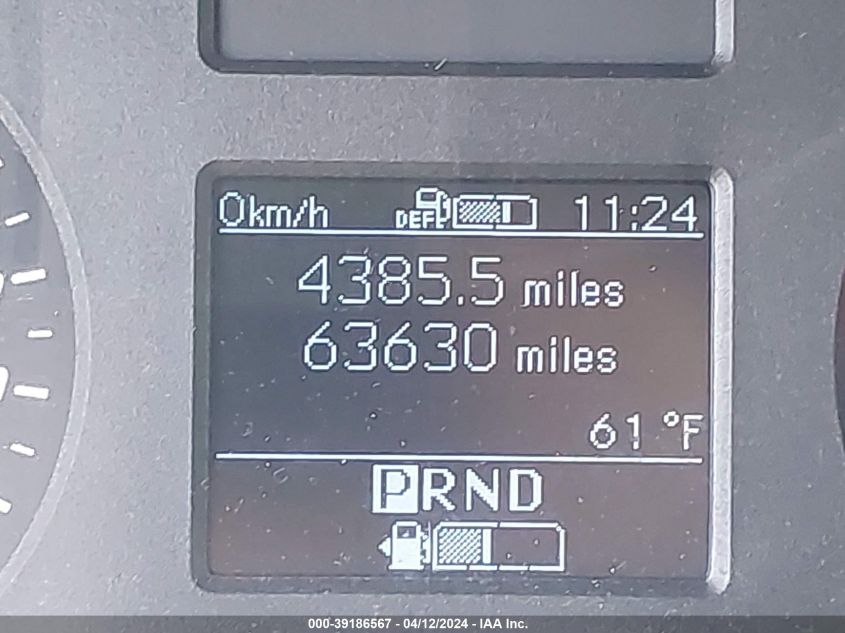 0km/h DEF 11:24
4385.5 miles
63630 miles
61 °F
PRND
000-39186567 - 04/12/2024 - IAA Inc.